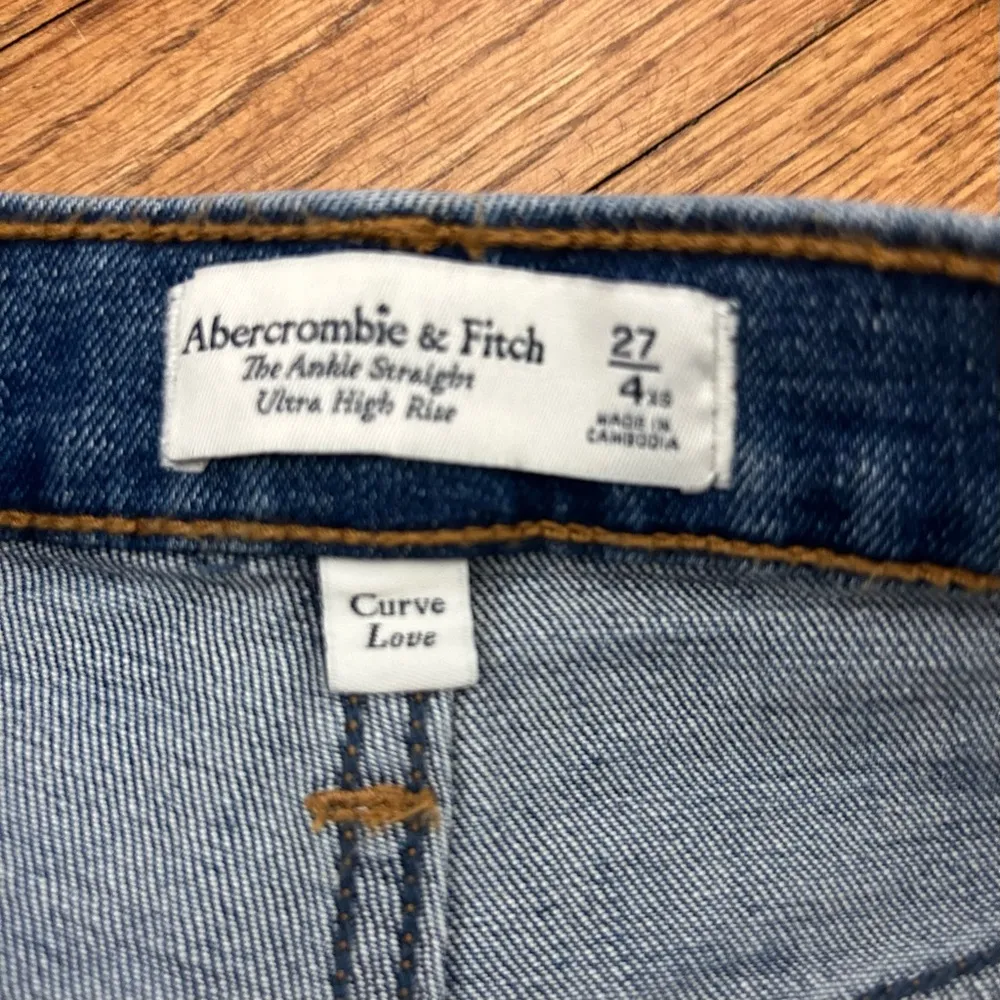 Abercrombie & Fitch
The Ankle Straight
Ultra High Rise
27
4
MADE IN
CAMBODIA
Curve
Love